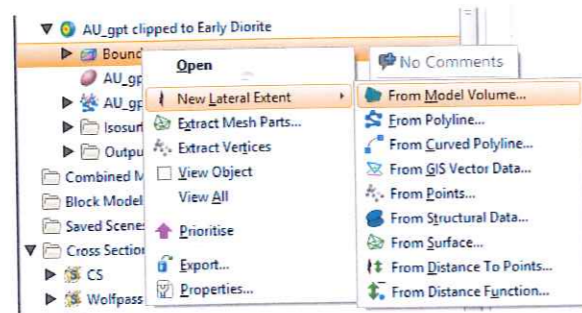 AU_gpt clipped to Early Diorite
Bound
AU_gp
AU_gp
Isosurf
Outpu
Combined M
Block Model
Saved Scene
Cross Section
CS
Wolfpass
Open
New Lateral Extent
Extract Mesh Parts...
Extract Vertices
View Object
View All
Prioritise
Export...
Properties...
No Comments
From Model Volume...
From Polyline...
From Curved Polyline...
From GIS Vector Data...
From Points...
From Structural Data...
From Surface...
From Distance To Points...
From Distance Function...